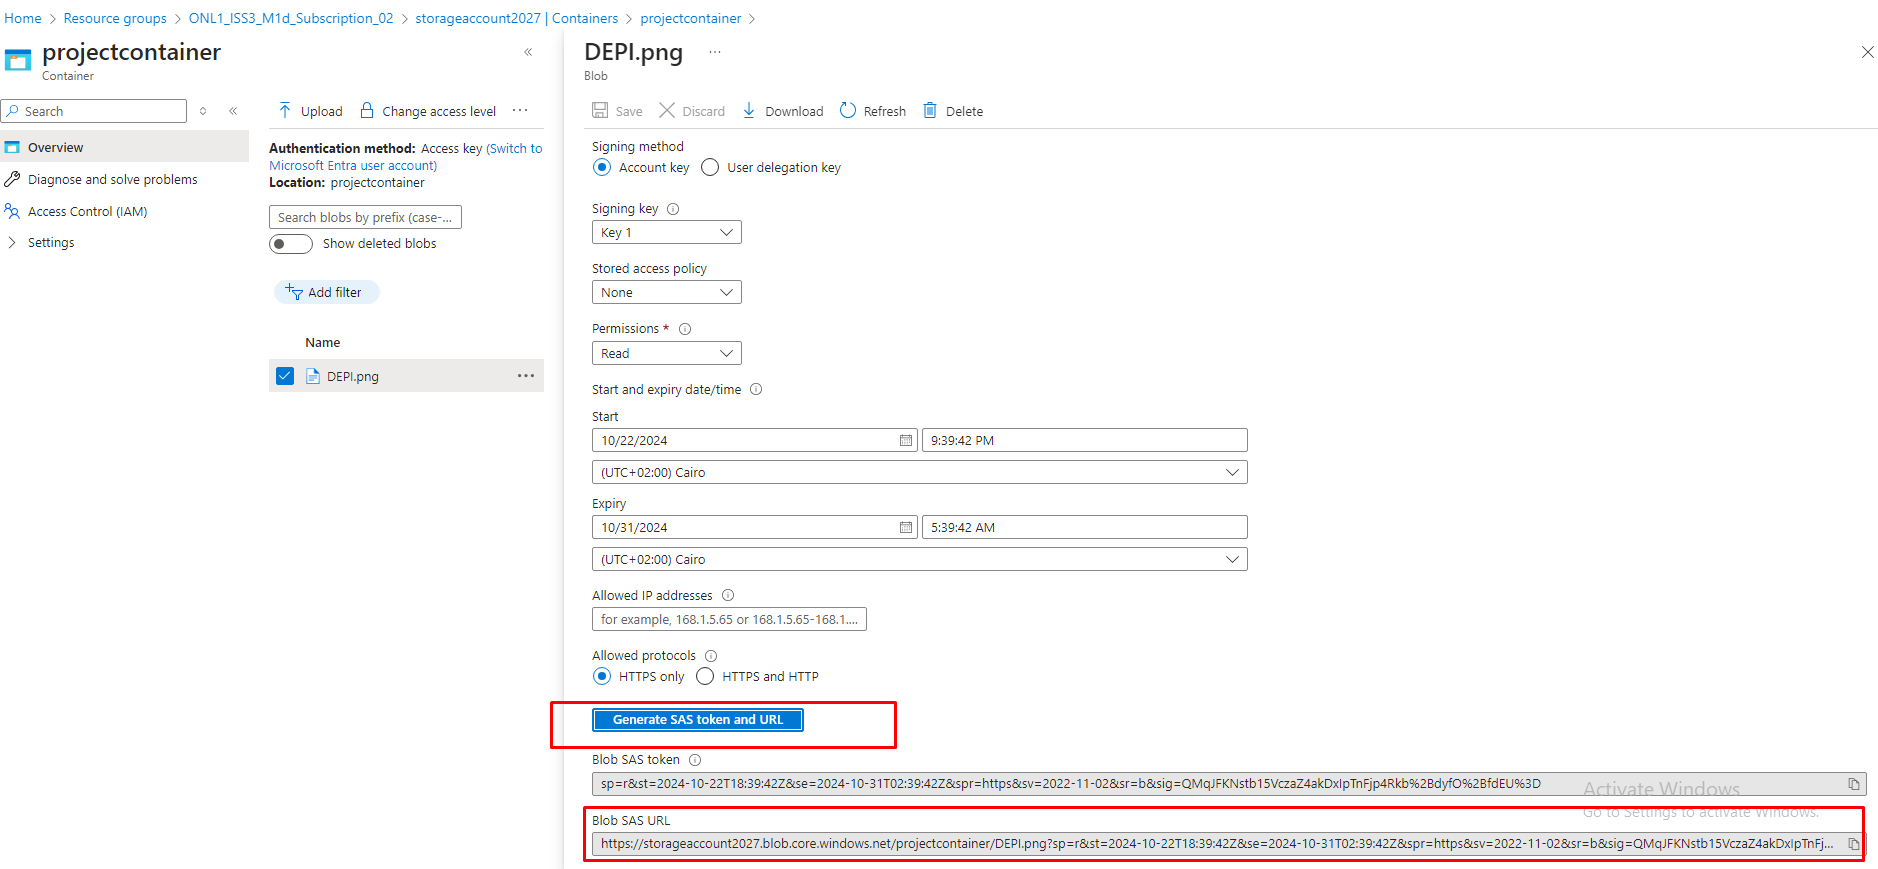 Home > Resource groups > ONL1_ISS3_M1d_Subscription_02 > storageaccount2027 | Containers > projectcontainer >
projectcontainer
Container
Search
Overview
Diagnose and solve problems
Access Control (IAM)
Settings
Upload Change access level ...
Authentication method: Access key (Switch to
Microsoft Entra user account)
Location: projectcontainer
Search blobs by prefix (case-...
Show deleted blobs
Add filter
Name
DEPI.png ...
DEPI.png ...
Blob
Save Discard Download Refresh Delete
Signing method
Account key User delegation key
Signing key
Key 1
Stored access policy
None
Permissions *
Read
Start and expiry date/time
Start
10/22/2024 9:39:42 PM
(UTC+02:00) Cairo
Expiry
10/31/2024 5:39:42 AM
(UTC+02:00) Cairo
Allowed IP addresses
for example, 168.1.5.65 or 168.1.5.65-168.1....
Allowed protocols
HTTPS only HTTPS and HTTP
Generate SAS token and URL
Blob SAS token
sp=r&st=2024-10-22T18:39:42Z&se=2024-10-31T02:39:42Z&spr=https&sv=2022-11-02&sr=b&sig=QMqJFKNstb15VczaZ4akDxIpTnFjp4Rkb%2BdyfO%2BfdEU%3D
Activate Windows
Go to Settings to activate Windows.
Blob SAS URL
https://storageaccount2027.blob.core.windows.net/projectcontainer/DEPI.png?sp=r&st=2024-10-22T18:39:42Z&se=2024-10-31T02:39:42Z&spr=https&sv=2022-11-02&sr=b&sig=QMqJFKNstb15VczaZ4akDxIpTnFj...